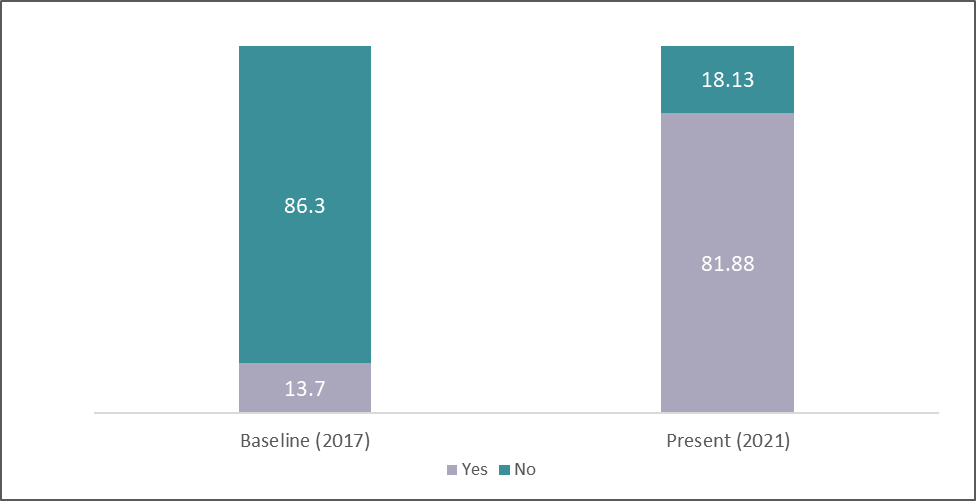 18.13
86.3
81.88
13.7
Baseline (2017) Present (2021)
Yes No